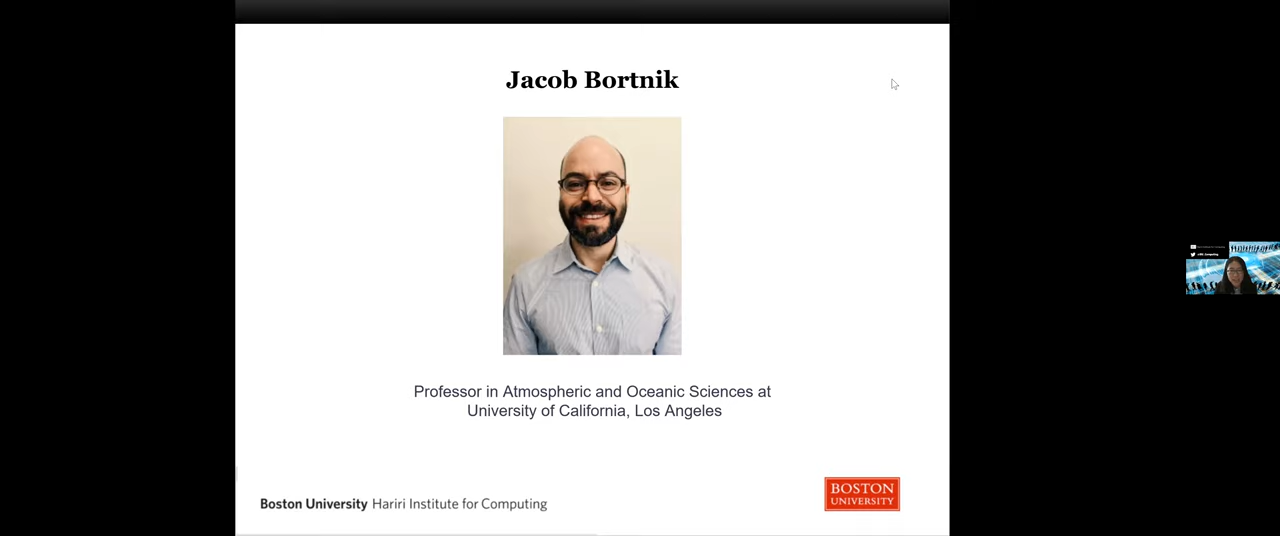 Jacob Bortnik
Professor in Atmospheric and Oceanic Sciences at
University of California, Los Angeles
Boston University Hariri Institute for Computing
BOSTON
UNIVERSITY